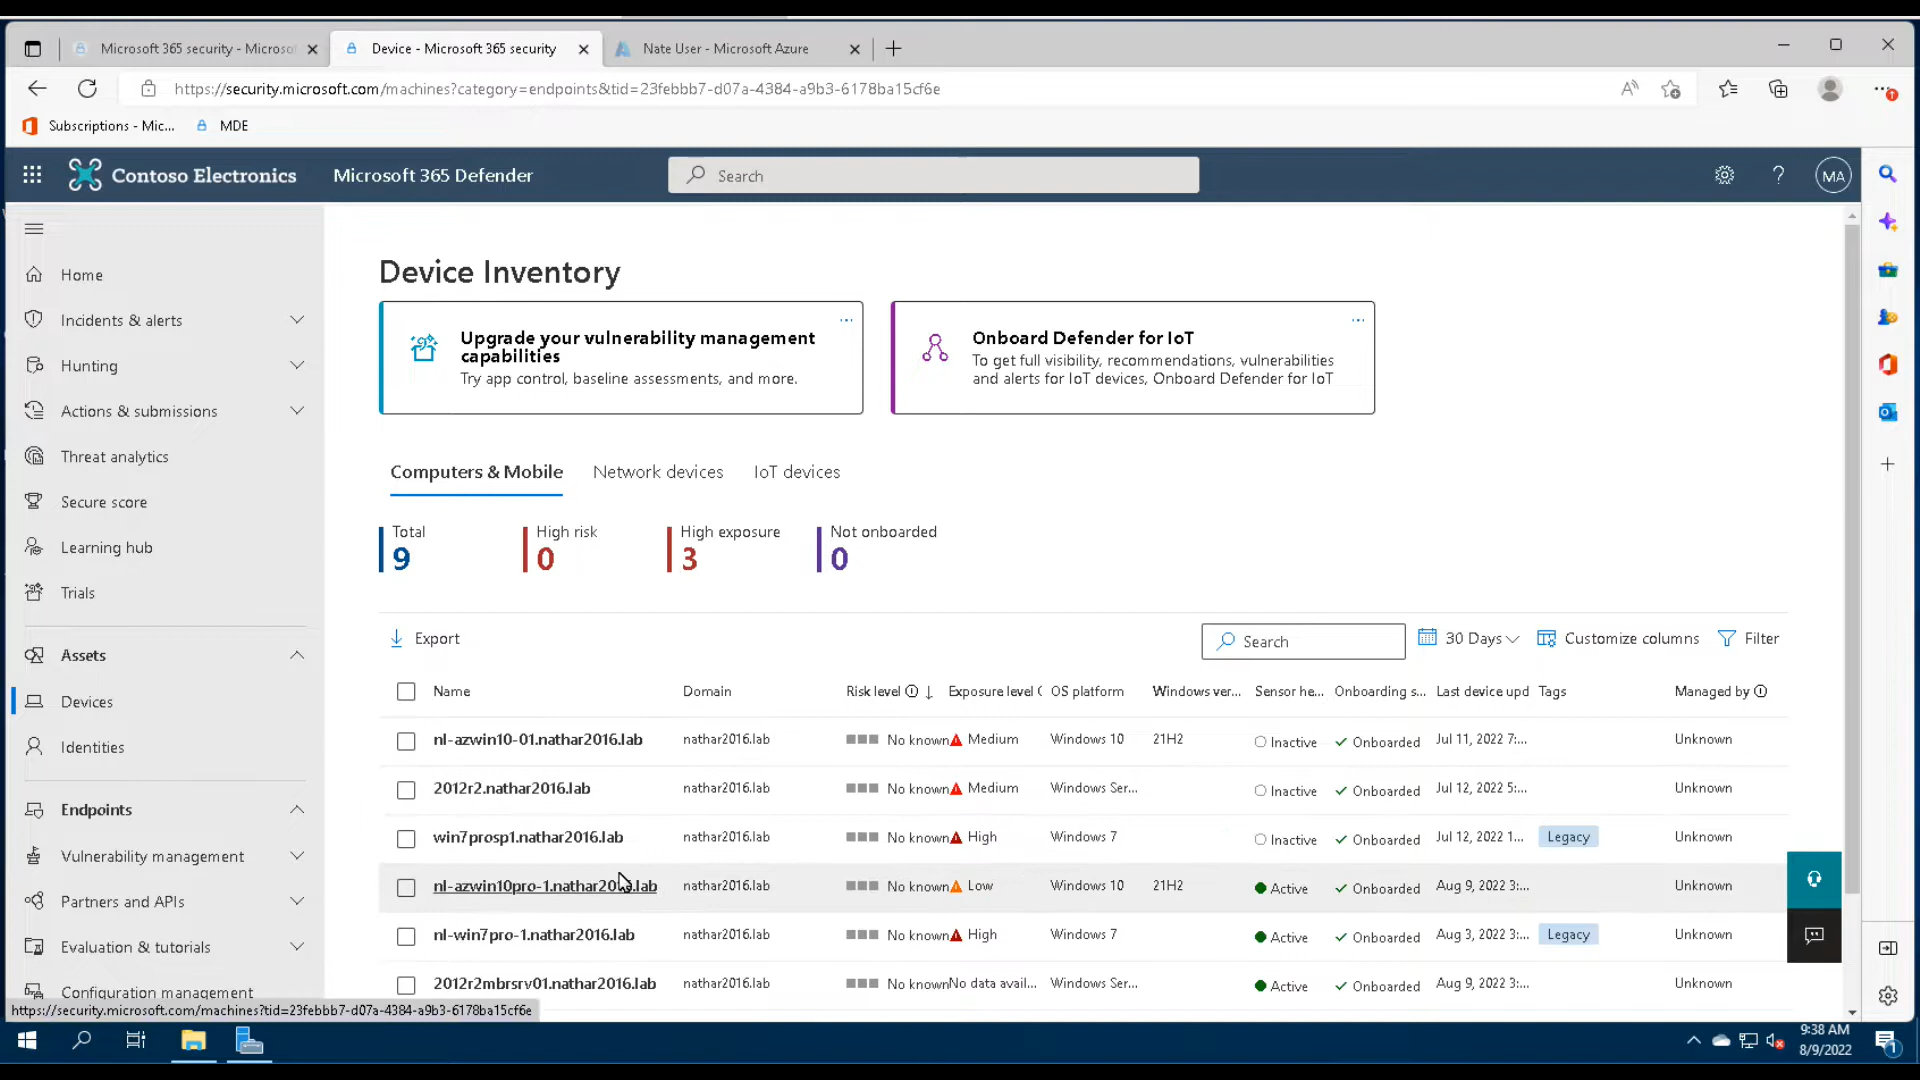 Microsoft 365 security - Microso
Device - Microsoft 365 security
Nate User - Microsoft Azure
https://security.microsoft.com/machines?category=endpoints&tid=23febbb7-d07a-4384-a9b3-6178ba15cf6e
Subscriptions - Mic...
MDE
Contoso Electronics
Microsoft 365 Defender
Search
?
MA
Home
Incidents & alerts
Hunting
Actions & submissions
Threat analytics
Secure score
Learning hub
Trials
Assets
Devices
Identities
Endpoints
Vulnerability management
Partners and APIs
Evaluation & tutorials
Configuration management
https://security.microsoft.com/machines?tid=23febbb7-d07a-4384-a9b3-6178ba15cf6e
Device Inventory
Upgrade your vulnerability management
capabilities
Try app control, baseline assessments, and more.
Onboard Defender for IoT
To get full visibility, recommendations, vulnerabilities
and alerts for IoT devices, Onboard Defender for IoT
Computers & Mobile Network devices IoT devices
Total High risk High exposure Not onboarded
9 0 3 0
Export Search 30 Days Customize columns Filter
Name Domain Risk level Exposure level OS platform Windows ver... Sensor he... Onboarding s... Last device upd Tags Managed by
nl-azwin10-01.nathar2016.lab nathar2016.lab No known Medium Windows 10 21H2 Inactive Onboarded Jul 11, 2022 7:... Unknown
2012r2.nathar2016.lab nathar2016.lab No known Medium Windows Ser... Inactive Onboarded Jul 12, 2022 5:... Unknown
win7prosp1.nathar2016.lab nathar2016.lab No known High Windows 7 Inactive Onboarded Jul 12, 2022 1... Legacy Unknown
nl-azwin10pro-1.nathar2016.lab nathar2016.lab No known Low Windows 10 21H2 Active Onboarded Aug 9, 2022 3:... Unknown
nl-win7pro-1.nathar2016.lab nathar2016.lab No known High Windows 7 Active Onboarded Aug 3, 2022 3:... Legacy Unknown
2012r2mbrsrv01.nathar2016.lab nathar2016.lab No known No data avail... Windows Ser... Active Onboarded Aug 9, 2022 3:... Unknown
9:38 AM
8/9/2022
1